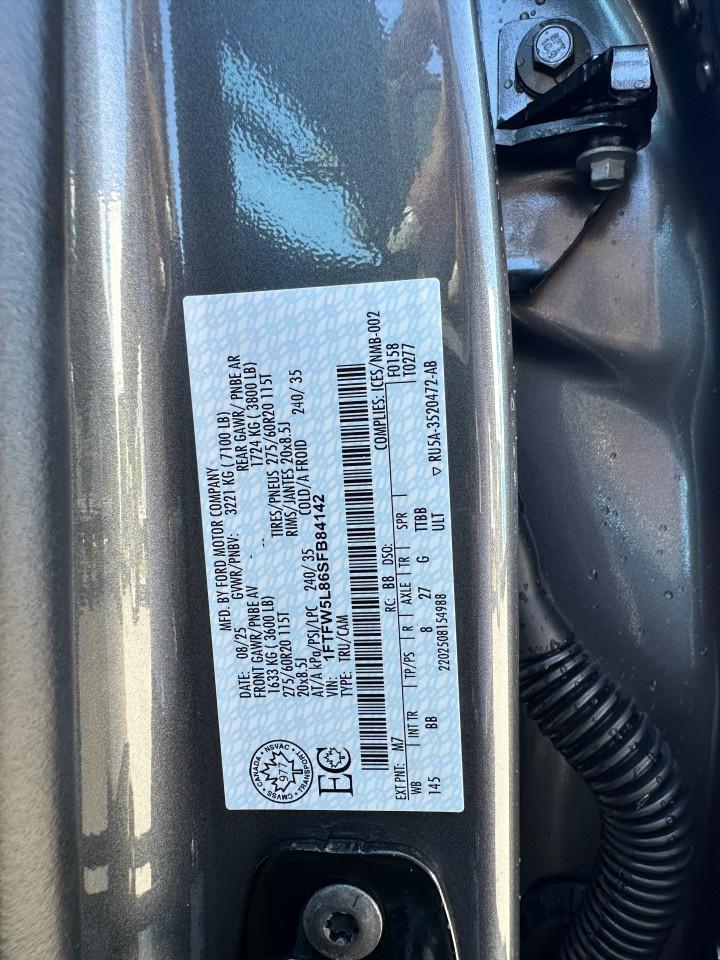 MFD. BY FORD MOTOR COMPANY
DATE: 08/25 GVWR/PNBV: 3221 KG ( 7100 LB)
FRONT GAWR/ PNBE AV REAR GAWR/ PNBE AR
1633 KG ( 3600 LB) -- 1724 KG ( 3800 LB)
275/60R20 115T TIRES/PNEUS 275/60R20 115T
20x8.5J RIMS/JANTES 20x8.5J
AT/A kPa/PSI/LPC 240/ 35 COLD/A FROID 240/ 35
VIN: 1FTFW5L86SFB84142
TYPE: TRU/CAM
CANADA NSVAC TRANSPORT CMVSS
977
EC
COMPLIES: ICES/NMB-002
EXT PNT: M7 RC: BB DSO: F0158
WB INT TR TP/PS R AXLE TR SPR T0277
145 BB 8 27 G TTBB
ULT
2202508154988 ▽ RU5A-3520472-AB